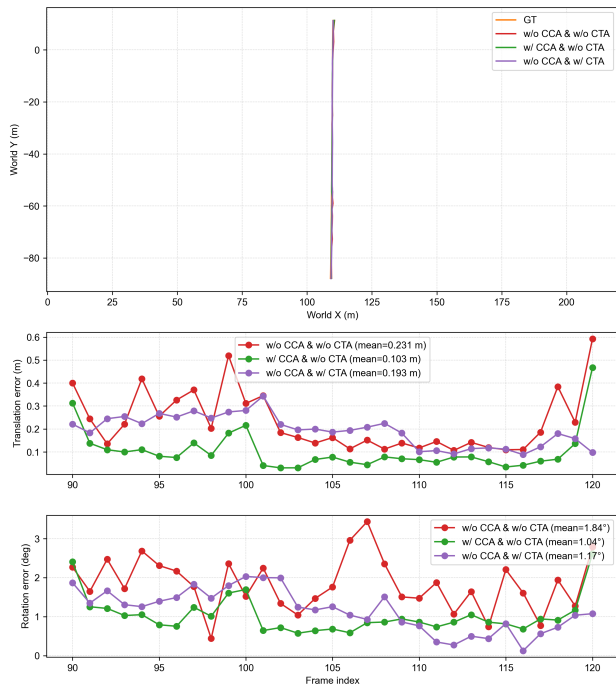 GT
w/o CCA & w/o CTA
w/ CCA & w/o CTA
w/o CCA & w/ CTA
World Y (m)
0
−20
−40
−60
−80
0 25 50 75 100 125 150 175 200
World X (m)
w/o CCA & w/o CTA (mean=0.231 m)
w/ CCA & w/o CTA (mean=0.103 m)
w/o CCA & w/ CTA (mean=0.193 m)
Translation error (m)
0.6
0.5
0.4
0.3
0.2
0.1
90 95 100 105 110 115 120
w/o CCA & w/o CTA (mean=1.84°)
w/ CCA & w/o CTA (mean=1.04°)
w/o CCA & w/ CTA (mean=1.17°)
Rotation error (deg)
3
2
1
0
90 95 100 105 110 115 120
Frame index